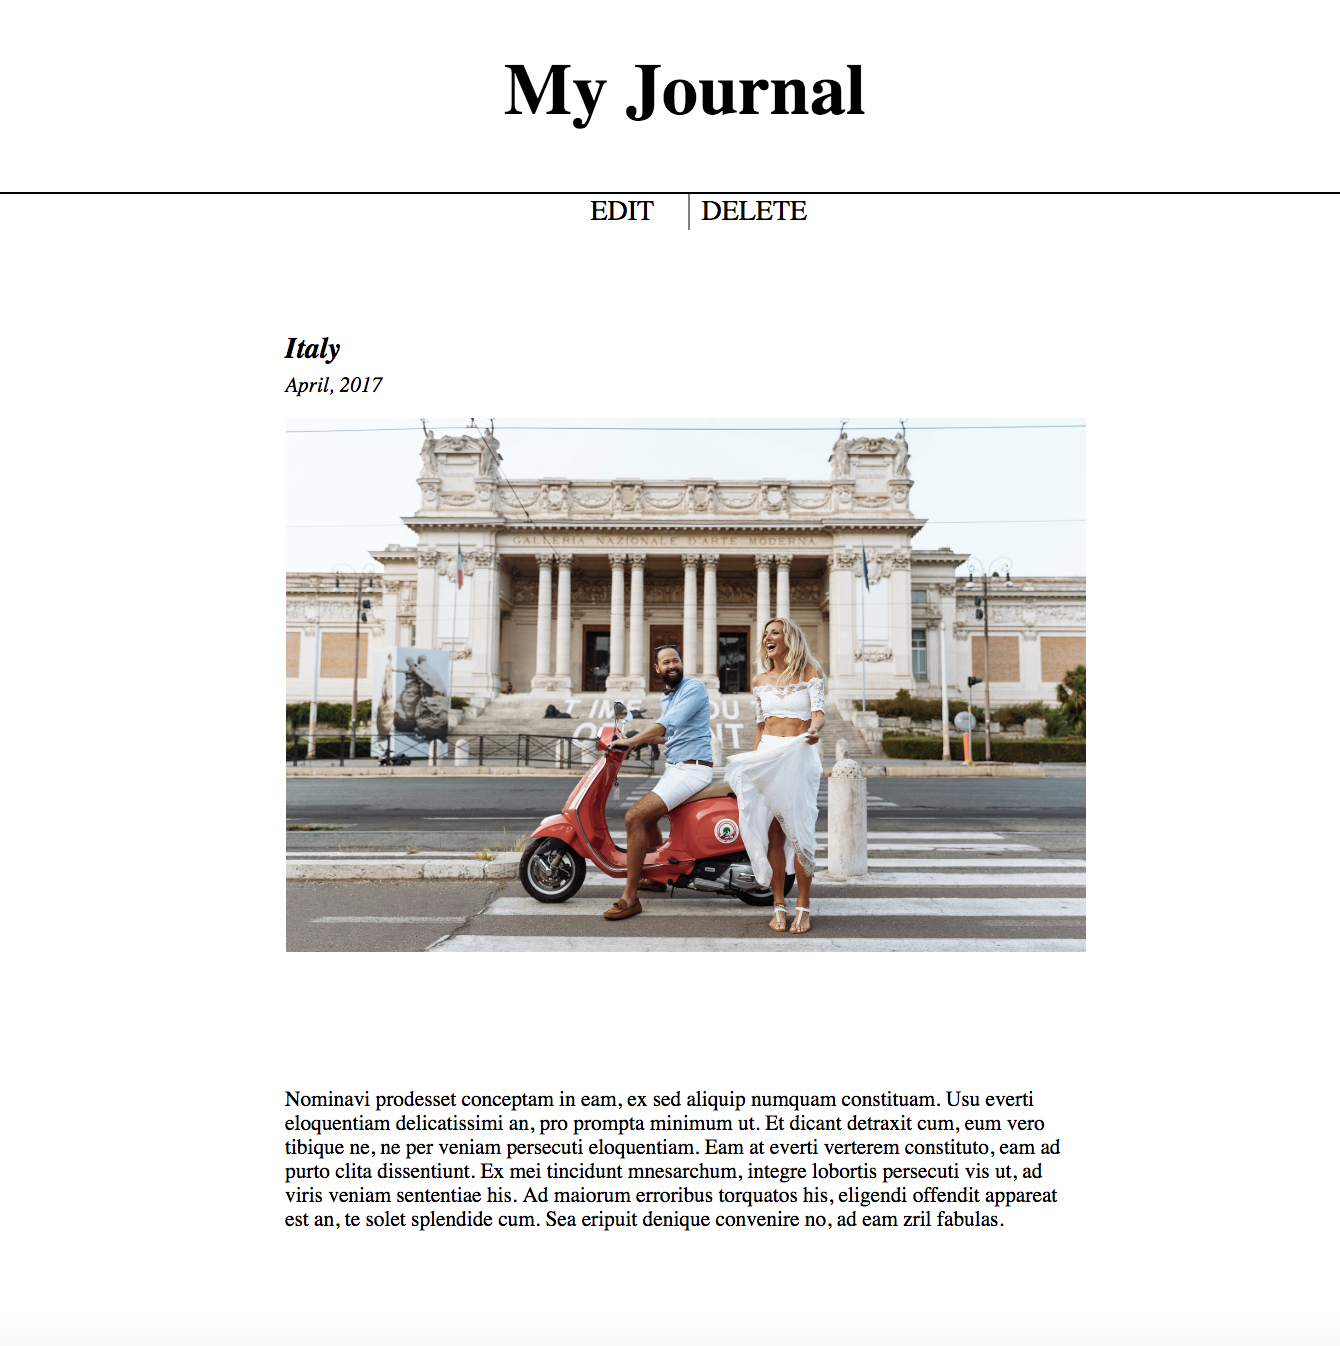 My Journal
EDIT
DELETE
Italy
April, 2017
GALLERIA NAZIONALE D'ARTE MODERNA
Nominavi prodesset conceptam in eam, ex sed aliquip numquam constituam. Usu everti
eloquentiam delicatissimi an, pro prompta minimum ut. Et dicant detraxit cum, eum vero
tibique ne, ne per veniam persecuti eloquentiam. Eam at everti verterem constituto, eam ad
purto clita dissentiunt. Ex mei tincidunt mnesarchum, integre lobortis persecuti vis ut, ad
viris veniam sententiae his. Ad maiorum erroribus torquatos his, eligendi offendit appareat
est an, te solet splendide cum. Sea eripuit denique convenire no, ad eam zril fabulas.